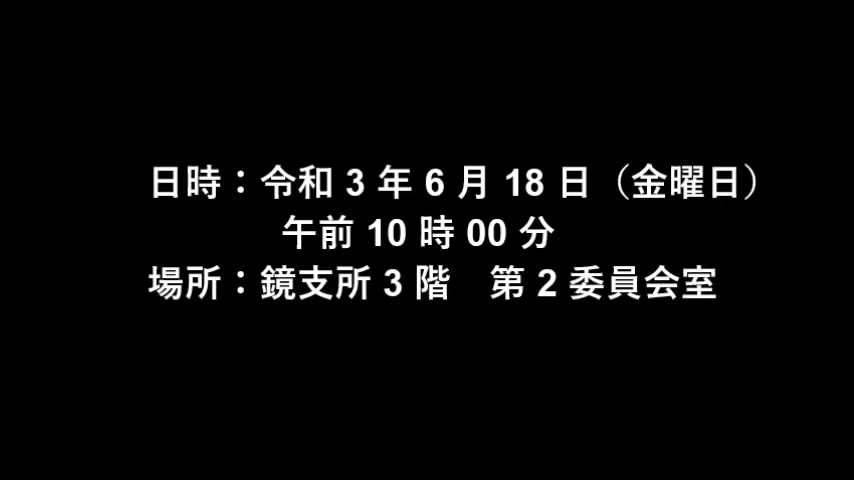 日時：令和 3 年 6 月 18 日（金曜日）
午前 10 時 00 分
場所：鏡支所 3 階　第 2 委員会室